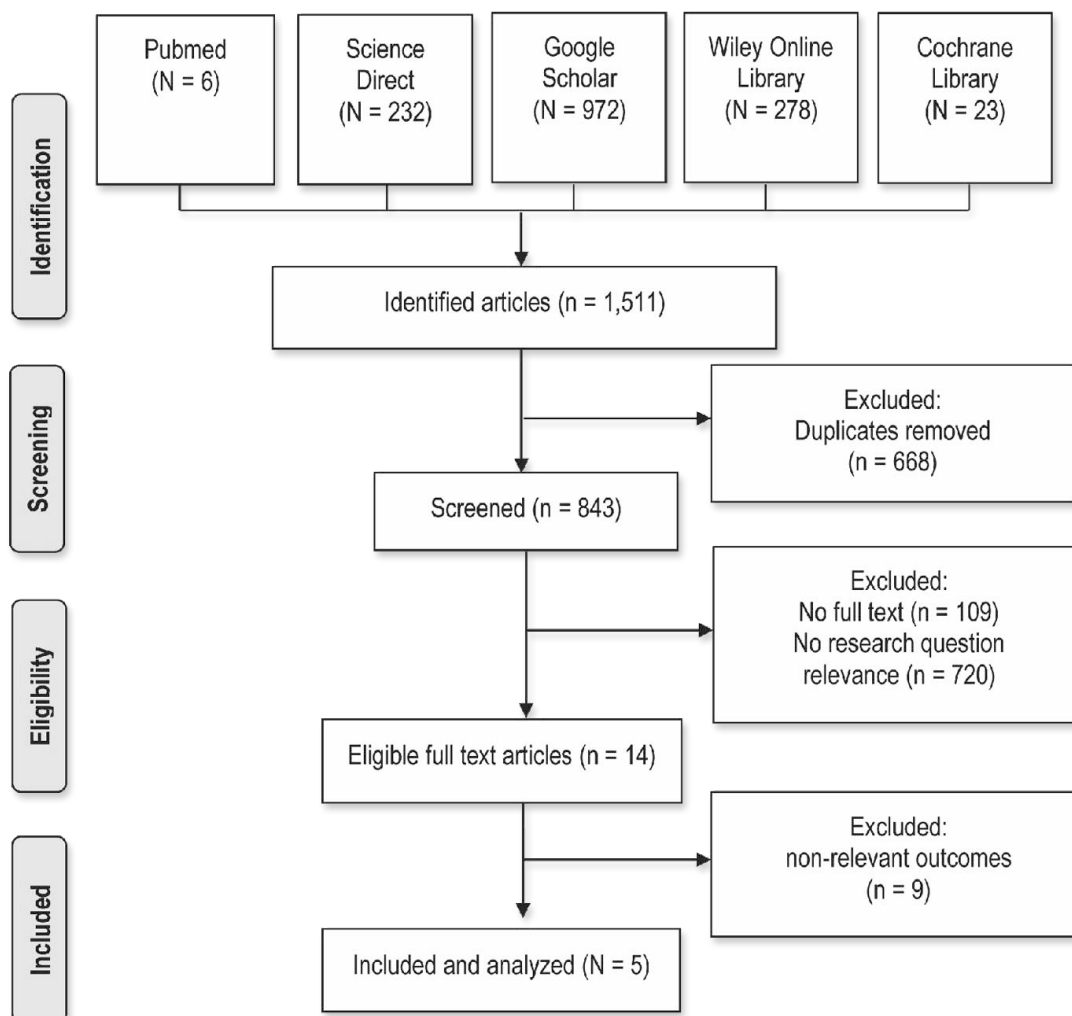 Pubmed
(N = 6)
Science
Direct
(N = 232)
Google
Scholar
(N = 972)
Wiley Online
Library
(N = 278)
Cochrane
Library
(N = 23)
Identification
Identified articles (n = 1,511)
Screening
Excluded:
Duplicates removed
(n = 668)
Screened (n = 843)
Eligibility
Excluded:
No full text (n = 109)
No research question
relevance (n = 720)
Eligible full text articles (n = 14)
Included
Excluded:
non-relevant outcomes
(n = 9)
Included and analyzed (N = 5)